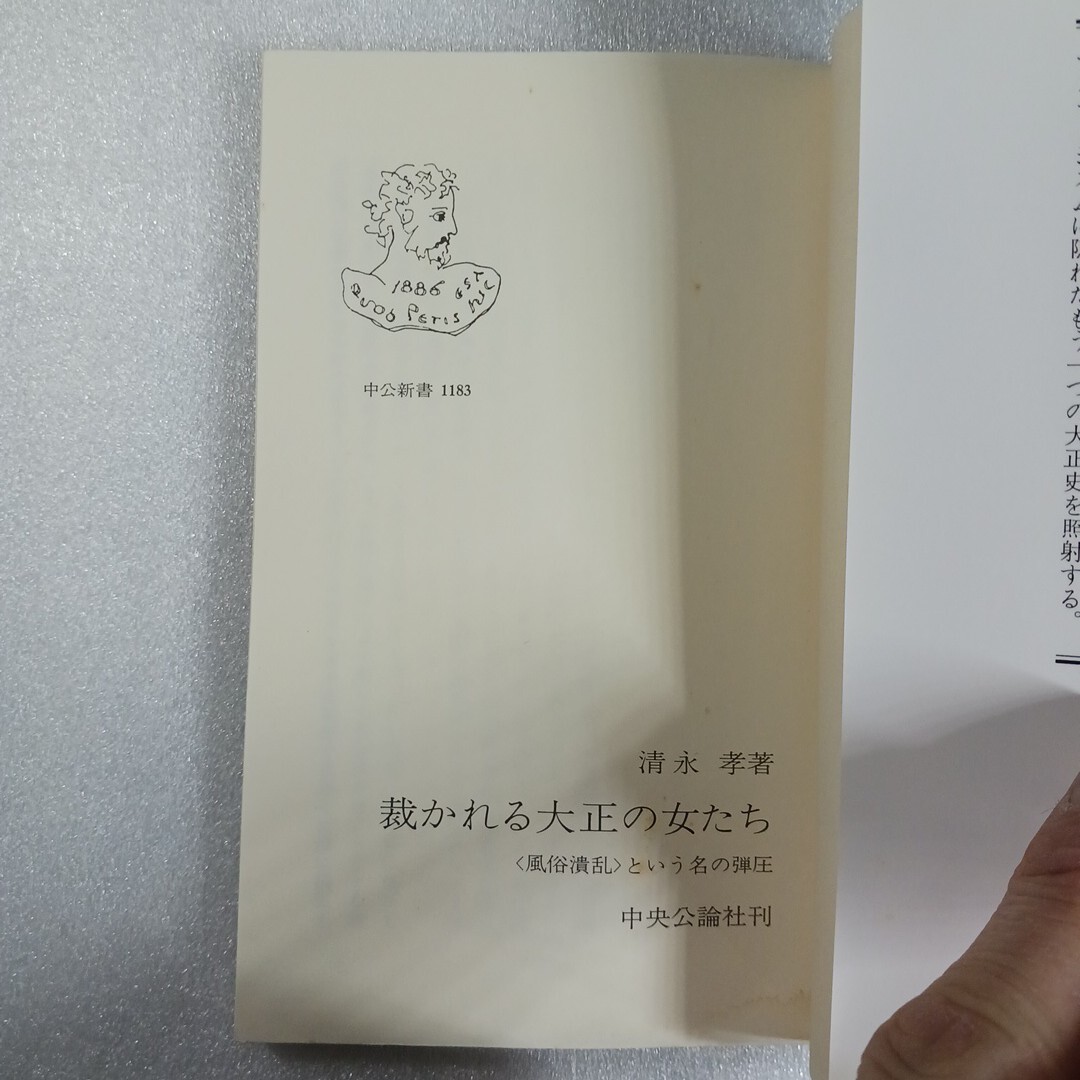 1886
QUOD PETIS HIC EST
中公新書 1183
清永 孝著
裁かれる大正の女たち
〈風俗潰乱〉という名の弾圧
中央公論社刊
に隠れたもう一つの大正史を照射する。